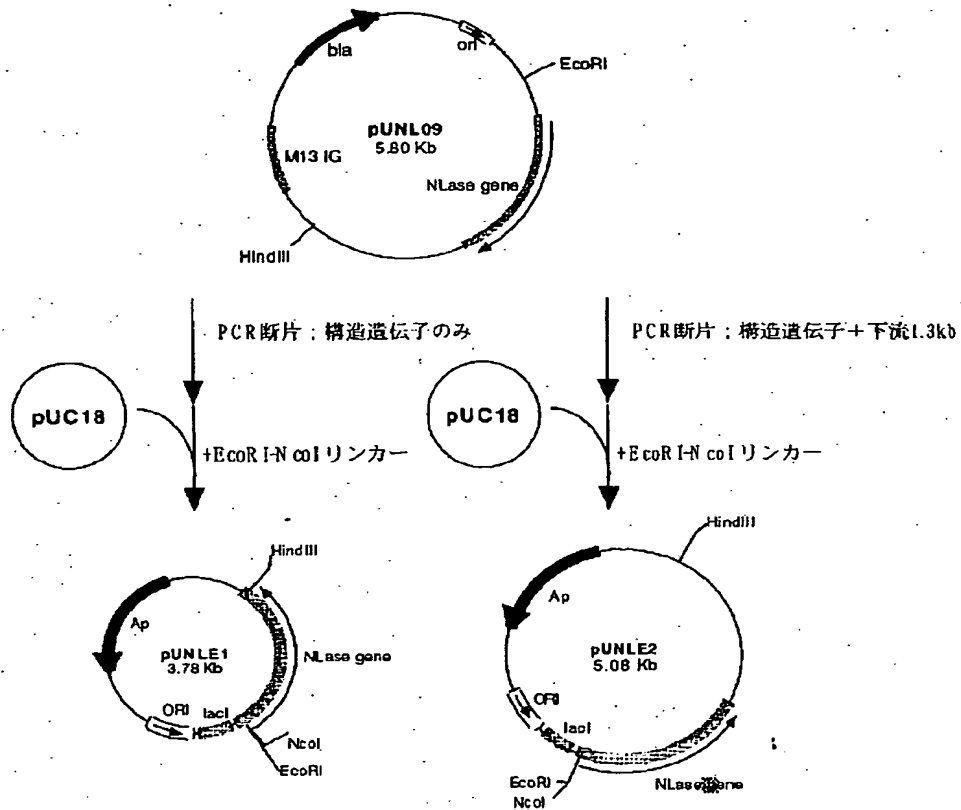 bla
ori
EcoRI
pUNL09
5.80 Kb
M13 IG
NLase gene
HindIII
PCR断片；構造遺伝子のみ
PCR断片；構造遺伝子＋下流1.3kb
pUC18
+EcoRI-NcoIリンカー
pUC18
+EcoRI-NcoIリンカー
HindIII
Ap
pUNLE1
3.78 Kb
NLase gene
ORI
lacI
NcoI
EcoRI
HindIII
Ap
pUNLE2
5.08 Kb
ORI
lacI
EcoRI
NcoI
NLase gene